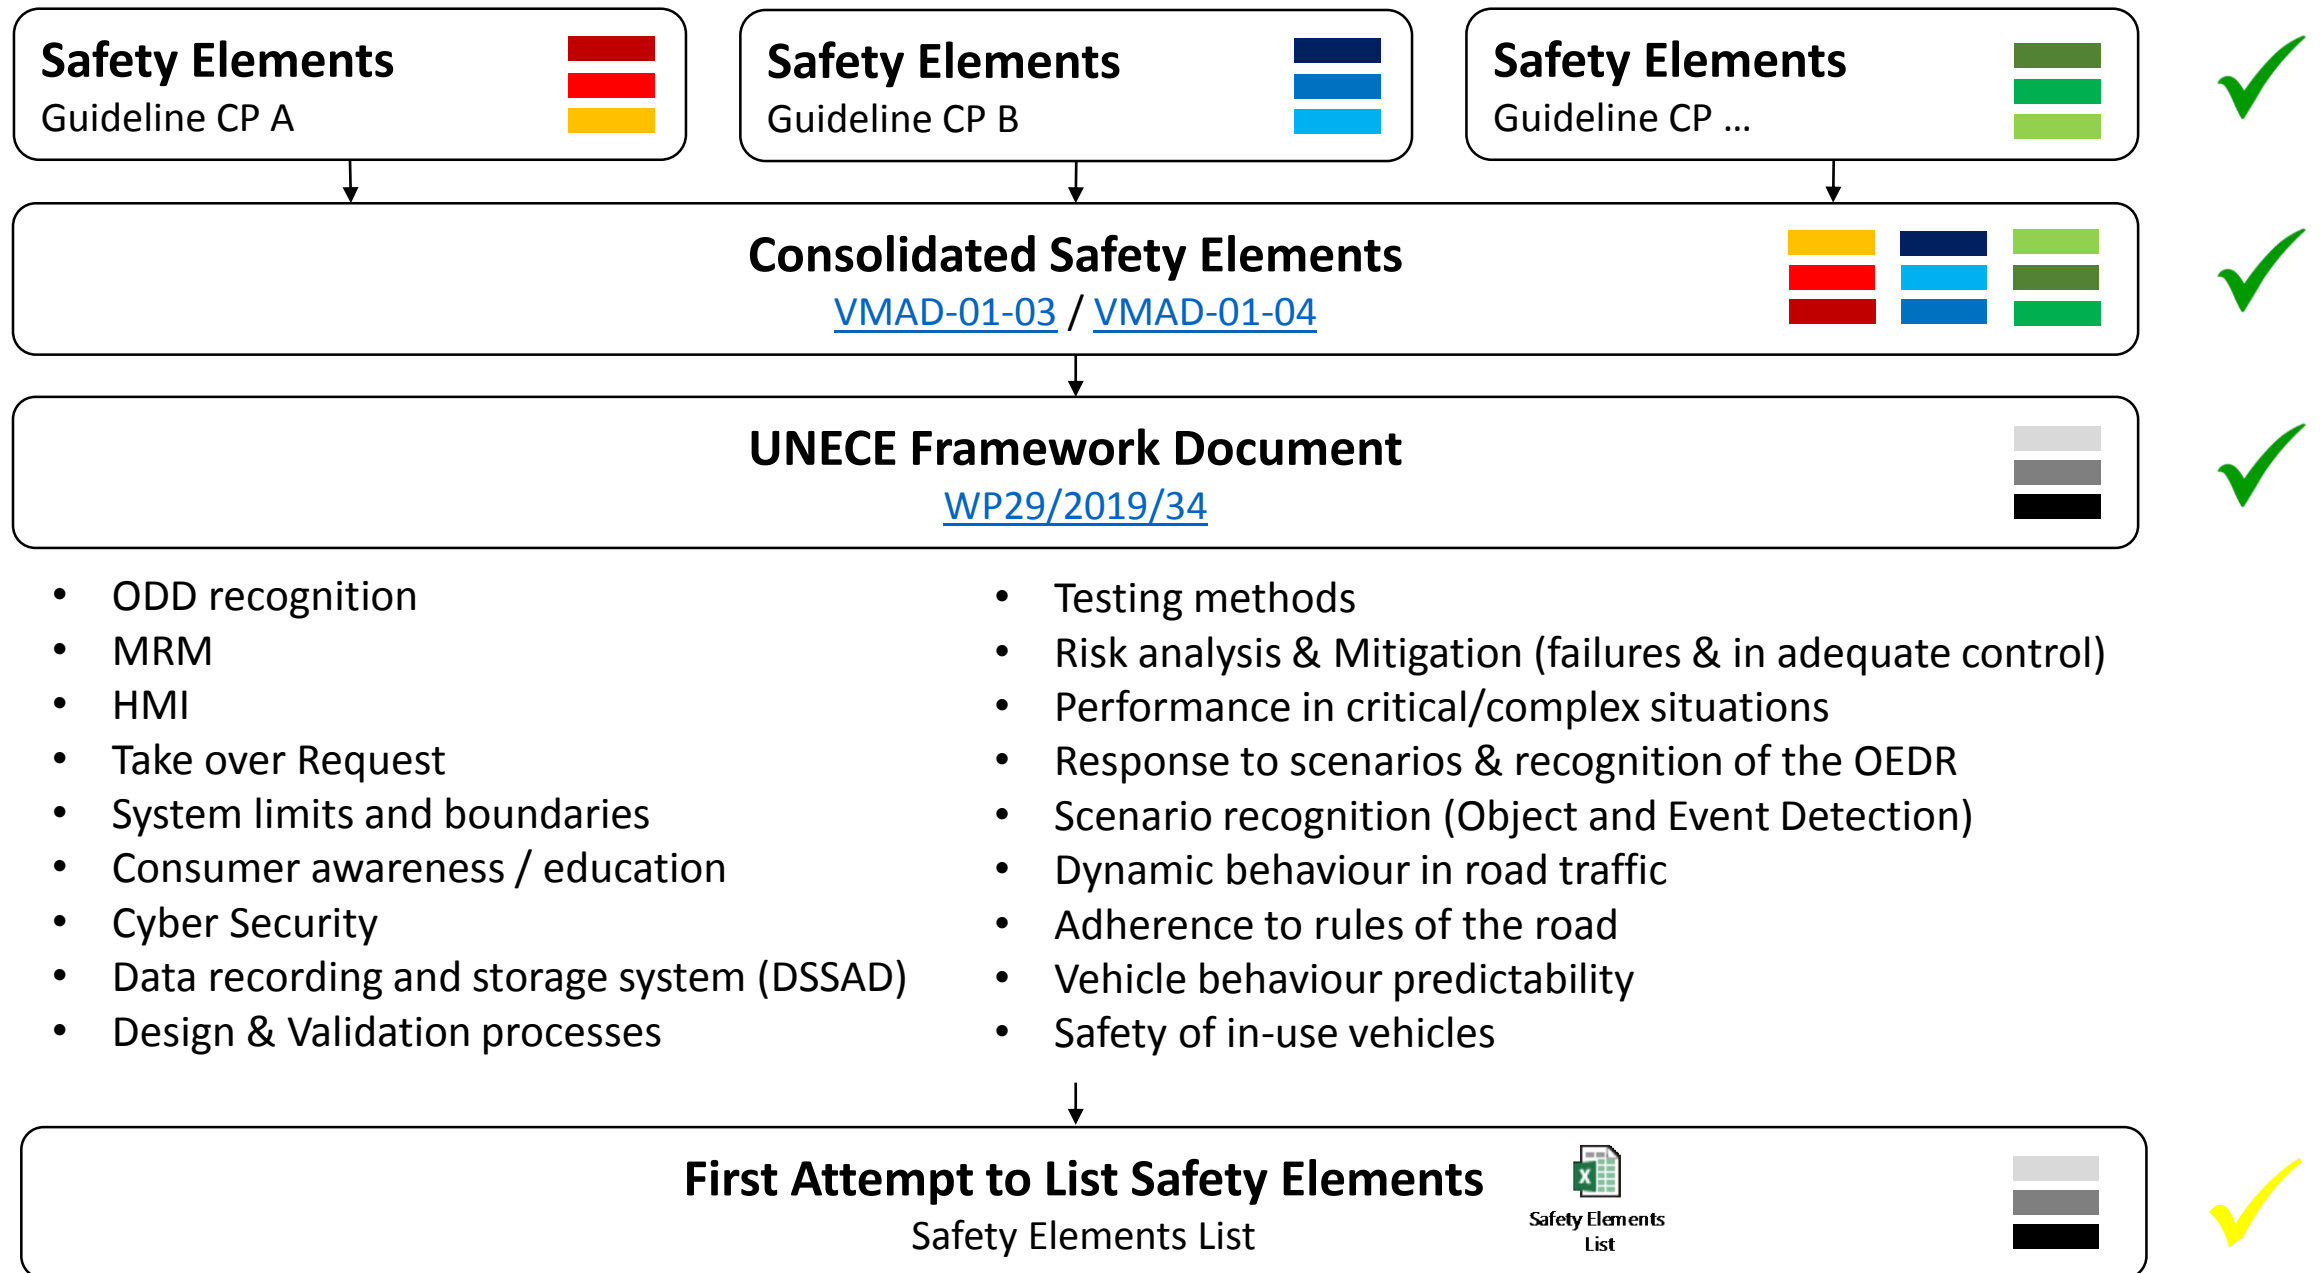 Safety Elements
Guideline CP A
Safety Elements
Guideline CP B
Safety Elements
Guideline CP ...
Consolidated Safety Elements
VMAD-01-03 / VMAD-01-04
UNECE Framework Document
WP29/2019/34
• ODD recognition
• MRM
• HMI
• Take over Request
• System limits and boundaries
• Consumer awareness / education
• Cyber Security
• Data recording and storage system (DSSAD)
• Design & Validation processes
• Testing methods
• Risk analysis & Mitigation (failures & in adequate control)
• Performance in critical/complex situations
• Response to scenarios & recognition of the OEDR
• Scenario recognition (Object and Event Detection)
• Dynamic behaviour in road traffic
• Adherence to rules of the road
• Vehicle behaviour predictability
• Safety of in-use vehicles
First Attempt to List Safety Elements
Safety Elements List
X
Safety Elements
List